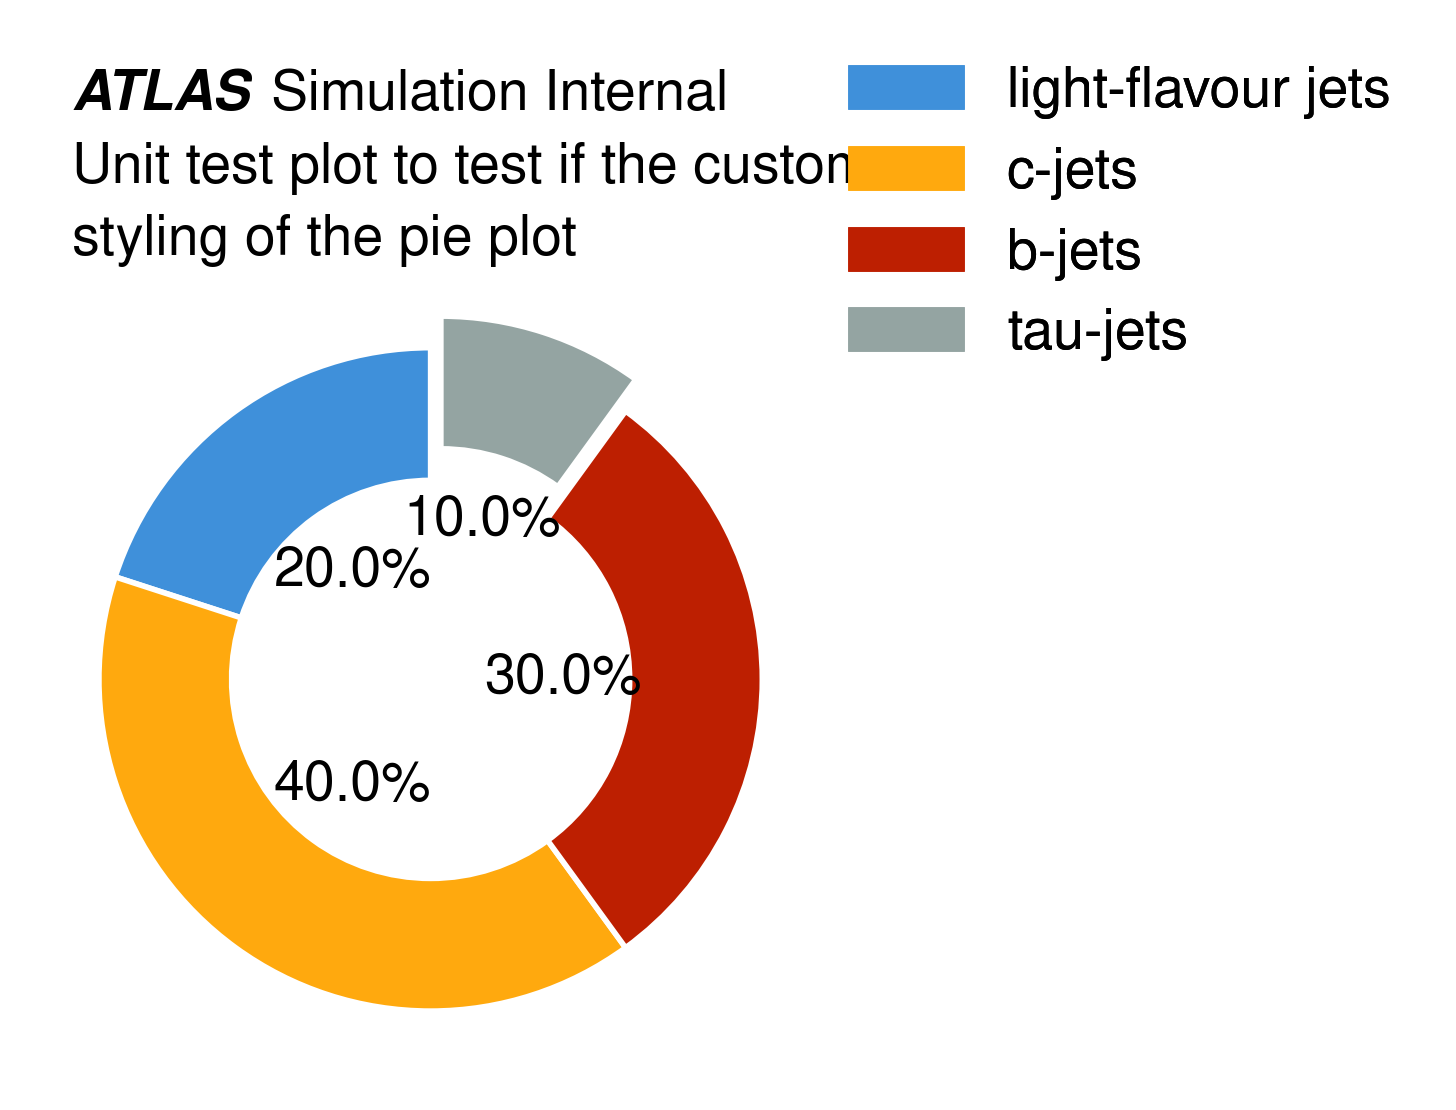 ATLAS Simulation Internal
Unit test plot to test if the
styling of the pie plot
light-flavour jets
c-jets
b-jets
tau-jets
10.0%
20.0%
30.0%
40.0%